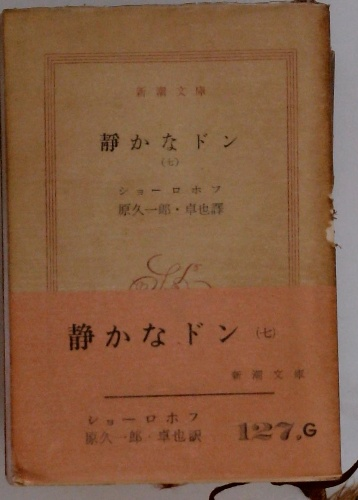 新潮文庫
靜かなドン
(七)
ショーロホフ
原久一郎・卓也譯
静かなドン (七)
新潮文庫
ショーロホフ
原久一郎・卓也訳
127.G